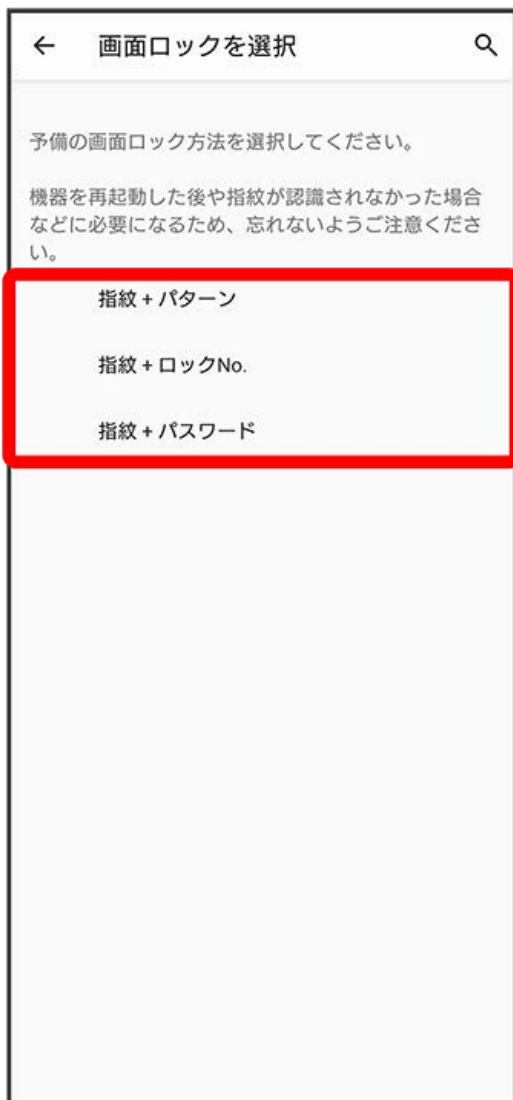 画面ロックを選択
予備の画面ロック方法を選択してください。
機器を再起動した後や指紋が認識されなかった場合
などに必要になるため、忘れないようご注意くださ
い。
指紋 + パターン
指紋 + ロックNo.
指紋 + パスワード